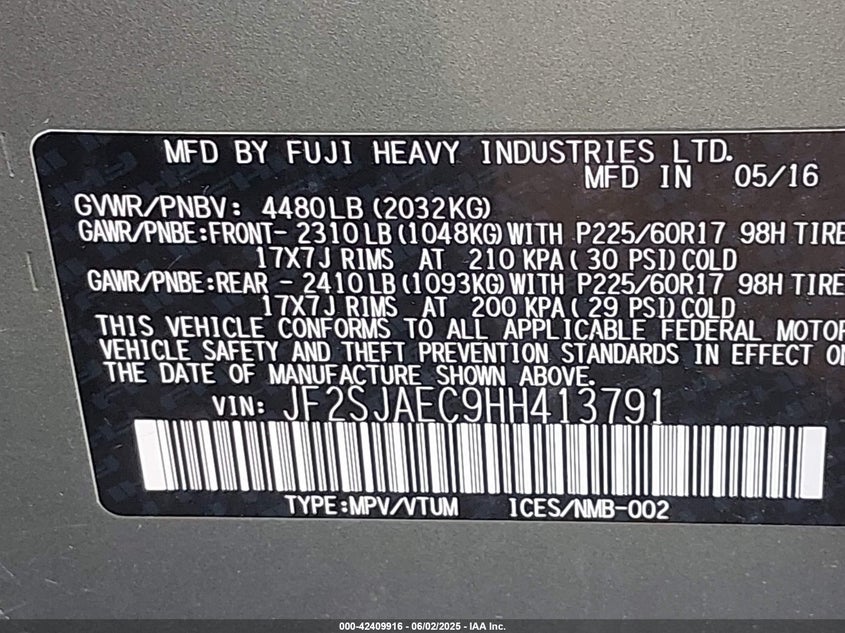 MFD BY FUJI HEAVY INDUSTRIES LTD.
MFD IN 05/16
GVWR/PNBV: 4480LB (2032KG)
GAWR/PNBE:FRONT- 2310LB (1048KG) WITH P225/60R17 98H TIRE
17X7J RIMS AT 210 KPA( 30 PSI)COLD
GAWR/PNBE:REAR - 2410LB (1093KG) WITH P225/60R17 98H TIRE
17X7J RIMS AT 200 KPA( 29 PSI)COLD
THIS VEHICLE CONFORMS TO ALL APPLICABLE FEDERAL MOTOR
VEHICLE SAFETY AND THEFT PREVENTION STANDARDS IN EFFECT ON
THE DATE OF MANUFACTURE SHOWN ABOVE.
VIN: JF2SJAEC9HH413791
TYPE:MPV/VTUM ICES/NMB-002
000-42409916 - 06/02/2025 - IAA Inc.